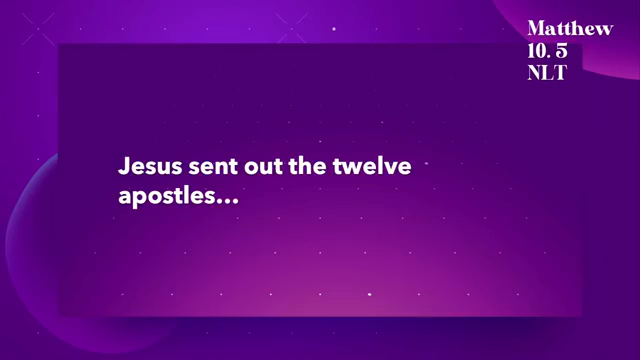 Matthew
10. 5
NLT
Jesus sent out the twelve
apostles...